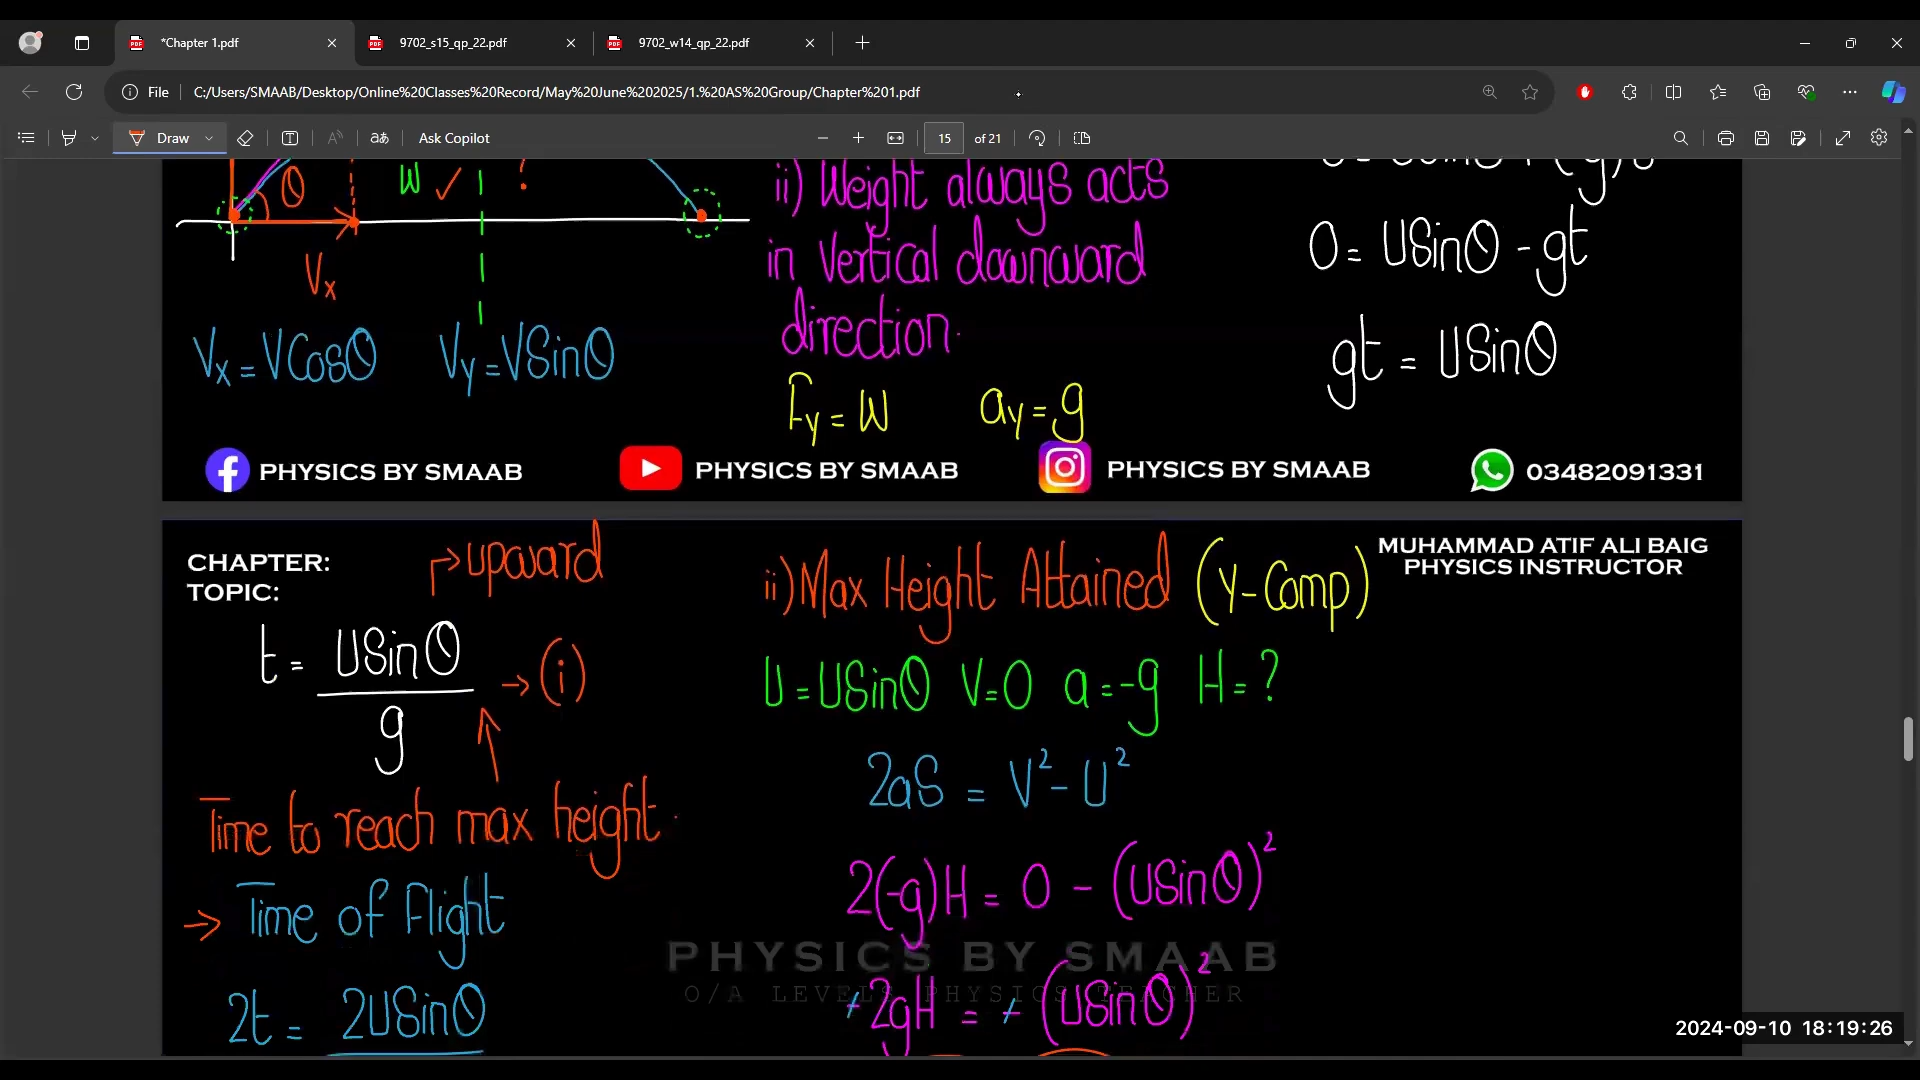 *Chapter 1.pdf
9702_s15_qp_22.pdf
9702_w14_qp_22.pdf
File
C:/Users/SMAAB/Desktop/Online%20Classes%20Record/May%20June%202025/1.%20AS%20Group/Chapter%201.pdf
Draw
Ask Copilot
15 of 21
θ
W ✓ ?
Vx
Vx = VCosθ Vy = VSinθ
ii) Weight always acts
in Vertical downward
direction.
Fy = W ay = g
0 = USinθ - gt
gt = USinθ
PHYSICS BY SMAAB
PHYSICS BY SMAAB
PHYSICS BY SMAAB
03482091331
CHAPTER:
TOPIC:
→ upward
t = USinθ / g → (i)
Time to reach max height.
→ Time of Flight
2t = 2USinθ
ii) Max Height Attained (Y-Comp)
U = USinθ V=0 a=-g H=?
2aS = V² - U²
2(-g)H = 0 - (USinθ)²
-2gH = - (USinθ)²
MUHAMMAD ATIF ALI BAIG
PHYSICS INSTRUCTOR
PHYSICS BY SMAAB
O/A LEVELS PHYSICS TEACHER
2024-09-10 18:19:26